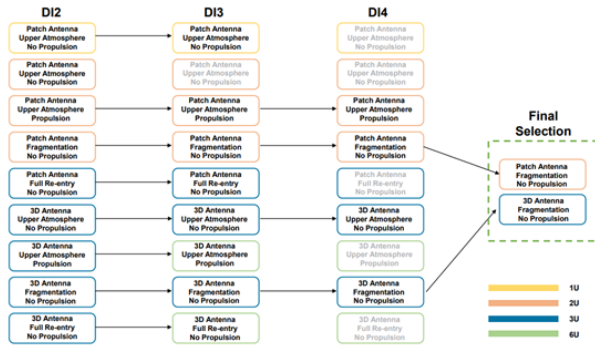 DI2
DI3
DI4
Patch Antenna
Upper Atmosphere
No Propulsion
Patch Antenna
Upper Atmosphere
No Propulsion
Patch Antenna
Upper Atmosphere
No Propulsion
Patch Antenna
Upper Atmosphere
No Propulsion
Patch Antenna
Upper Atmosphere
No Propulsion
Patch Antenna
Upper Atmosphere
No Propulsion
Patch Antenna
Upper Atmosphere
Propulsion
Patch Antenna
Upper Atmosphere
Propulsion
Patch Antenna
Upper Atmosphere
Propulsion
Patch Antenna
Fragmentation
No Propulsion
Patch Antenna
Fragmentation
No Propulsion
Patch Antenna
Fragmentation
No Propulsion
Patch Antenna
Full Re-entry
No Propulsion
Patch Antenna
Full Re-entry
No Propulsion
Patch Antenna
Full Re-entry
No Propulsion
3D Antenna
Upper Atmosphere
No Propulsion
3D Antenna
Upper Atmosphere
No Propulsion
3D Antenna
Upper Atmosphere
No Propulsion
3D Antenna
Upper Atmosphere
Propulsion
3D Antenna
Upper Atmosphere
Propulsion
3D Antenna
Upper Atmosphere
Propulsion
3D Antenna
Fragmentation
No Propulsion
3D Antenna
Fragmentation
No Propulsion
3D Antenna
Fragmentation
No Propulsion
3D Antenna
Full Re-entry
No Propulsion
3D Antenna
Full Re-entry
No Propulsion
3D Antenna
Full Re-entry
No Propulsion
Final
Selection
Patch Antenna
Fragmentation
No Propulsion
3D Antenna
Fragmentation
No Propulsion
1U
2U
3U
6U